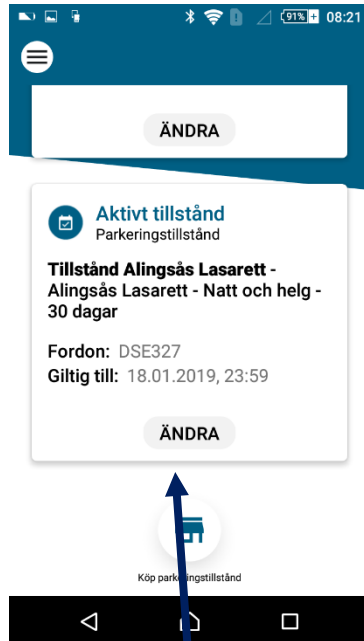 91% 08:21
ÄNDRA
Aktivt tillstånd
Parkeringstillstånd
Tillstånd Alingsås Lasarett -
Alingsås Lasarett - Natt och helg -
30 dagar
Fordon: DSE327
Giltig till: 18.01.2019, 23:59
ÄNDRA
Köp parkeringstillstånd